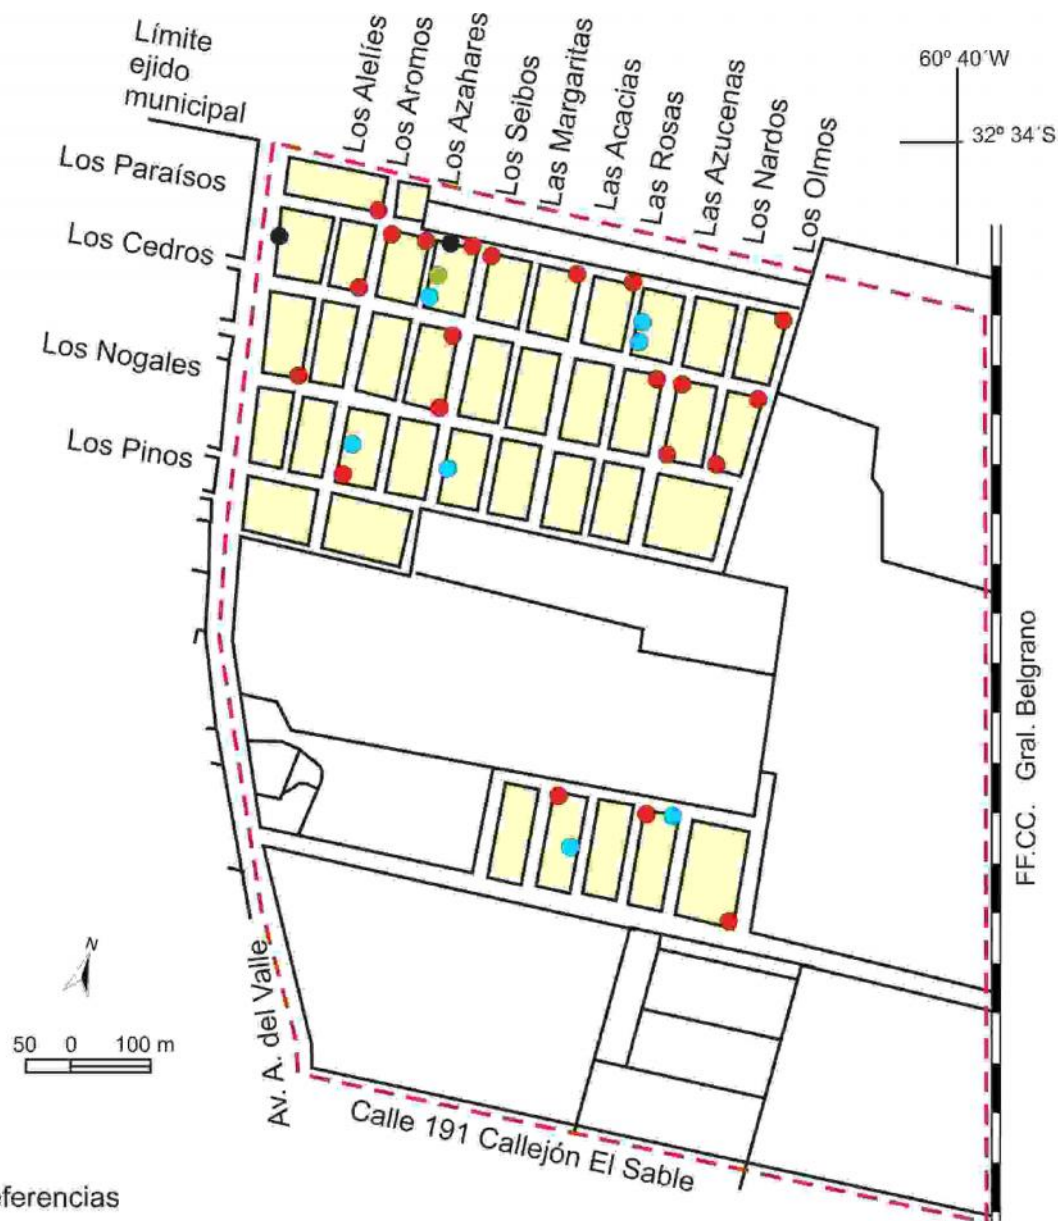 Límite
ejido
municipal
Los Alelíes
Los Aromos
Los Azahares
Los Seibos
Las Margaritas
Las Acacias
Las Rosas
Las Azucenas
Los Nardos
Los Olmos
60º 40´W
32º 34´S
Los Paraísos
Los Cedros
Los Nogales
Los Pinos
FF.CC. Gral. Belgrano
N
50 0 100 m
Av. A. del Valle
Calle 191 Callejón El Sable
eferencias